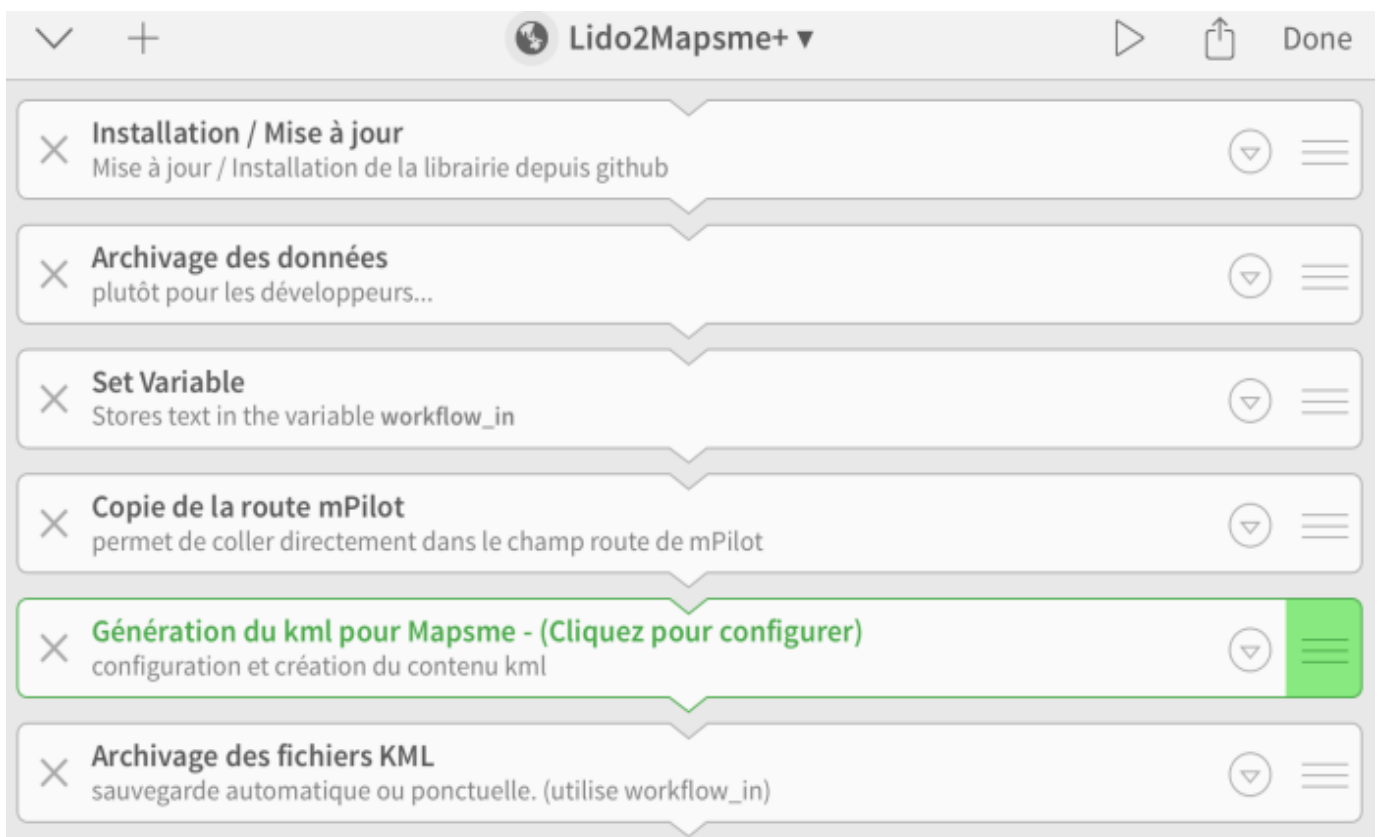 Lido2Mapsme+ ▾ Done
Installation / Mise à jour
Mise à jour / Installation de la librairie depuis github
Archivage des données
plutôt pour les développeurs...
Set Variable
Stores text in the variable workflow_in
Copie de la route mPilot
permet de coller directement dans le champ route de mPilot
Génération du kml pour Mapsme - (Cliquez pour configurer)
configuration et création du contenu kml
Archivage des fichiers KML
sauvegarde automatique ou ponctuelle. (utilise workflow_in)